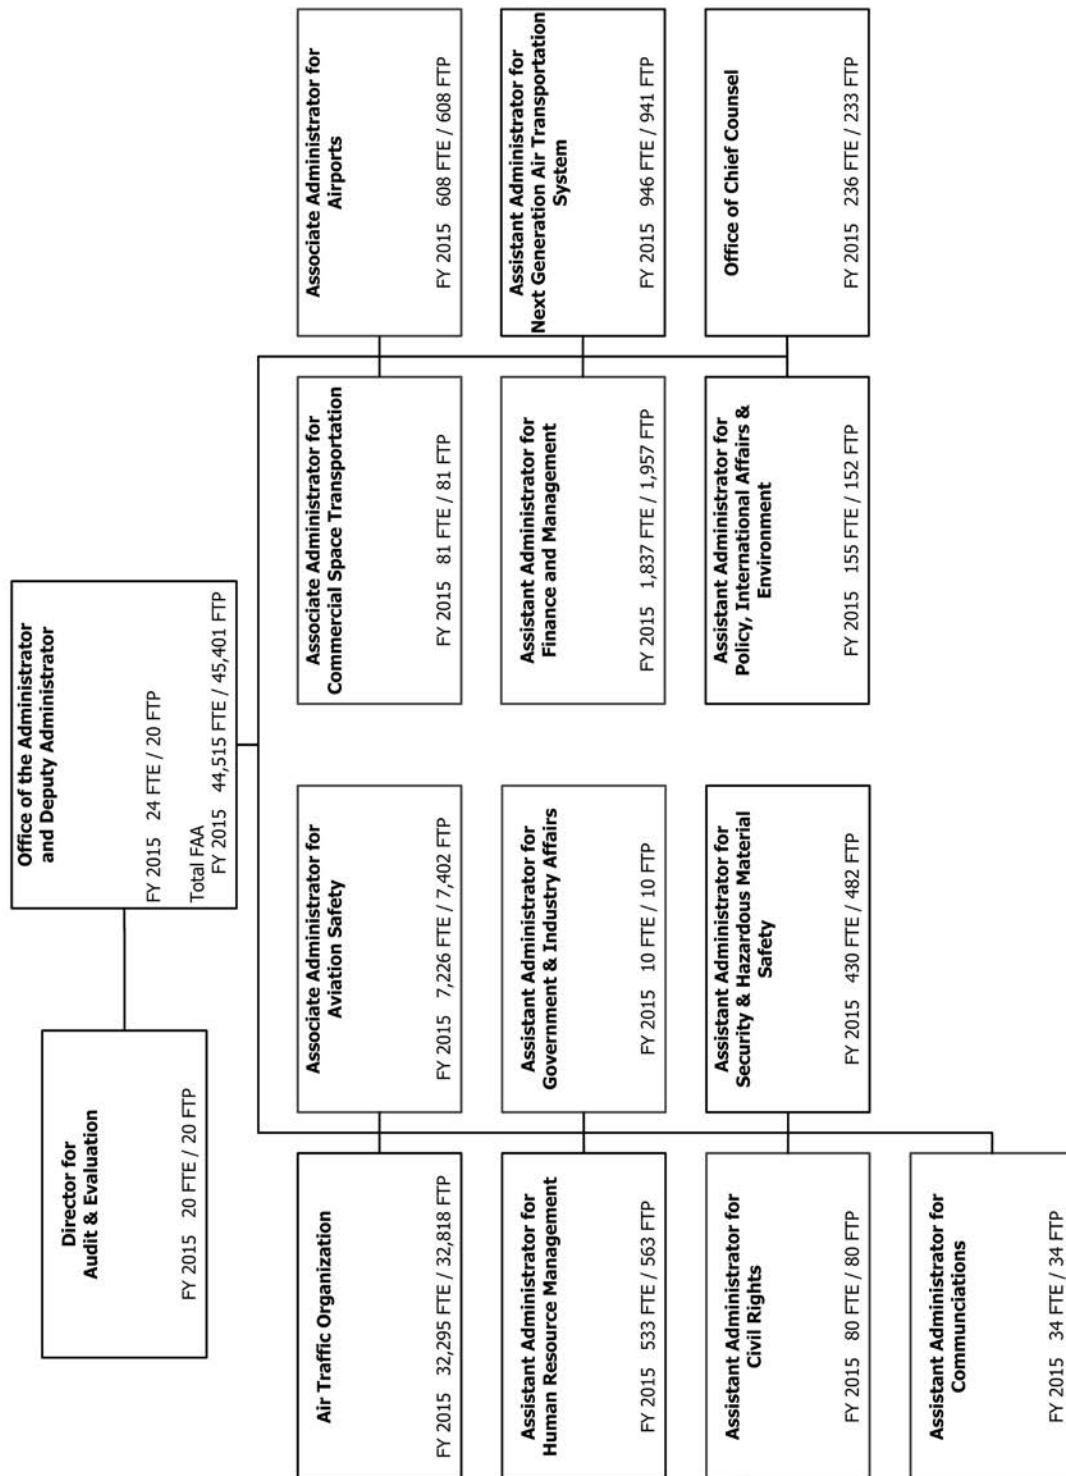 Office of the Administrator
and Deputy Administrator
FY 2015 24 FTE / 20 FTP
Total FAA
FY 2015 44,515 FTE / 45,401 FTP
Director for
Audit & Evaluation
FY 2015 20 FTE / 20 FTP
Air Traffic Organization
FY 2015 32,295 FTE / 32,818 FTP
Associate Administrator for
Aviation Safety
FY 2015 7,226 FTE / 7,402 FTP
Associate Administrator for
Commercial Space Transportation
FY 2015 81 FTE / 81 FTP
Associate Administrator for
Airports
FY 2015 608 FTE / 608 FTP
Assistant Administrator for
Human Resource Management
FY 2015 533 FTE / 563 FTP
Assistant Administrator for
Government & Industry Affairs
FY 2015 10 FTE / 10 FTP
Assistant Administrator for
Finance and Management
FY 2015 1,837 FTE / 1,957 FTP
Assistant Administrator for
Next Generation Air Transportation
System
FY 2015 946 FTE / 941 FTP
Assistant Administrator for
Civil Rights
FY 2015 80 FTE / 80 FTP
Assistant Administrator for
Security & Hazardous Material
Safety
FY 2015 430 FTE / 482 FTP
Assistant Administrator for
Policy, International Affairs &
Environment
FY 2015 155 FTE / 152 FTP
Office of Chief Counsel
FY 2015 236 FTE / 233 FTP
Assistant Administrator for
Communciations
FY 2015 34 FTE / 34 FTP